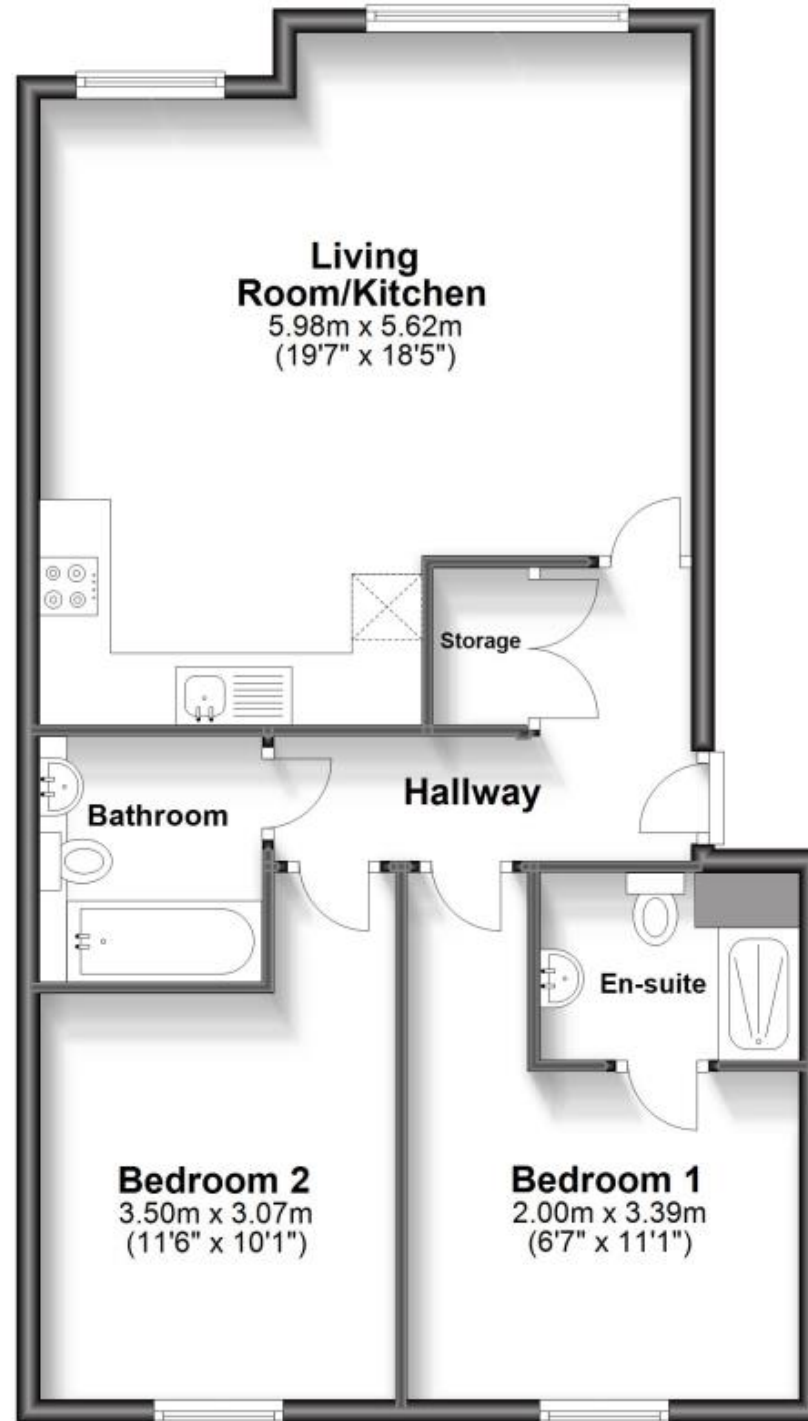 Living
Room/Kitchen
5.98m x 5.62m
(19'7" x 18'5")
Storage
Hallway
Bathroom
En-suite
Bedroom 2
3.50m x 3.07m
(11'6" x 10'1")
Bedroom 1
2.00m x 3.39m
(6'7" x 11'1")